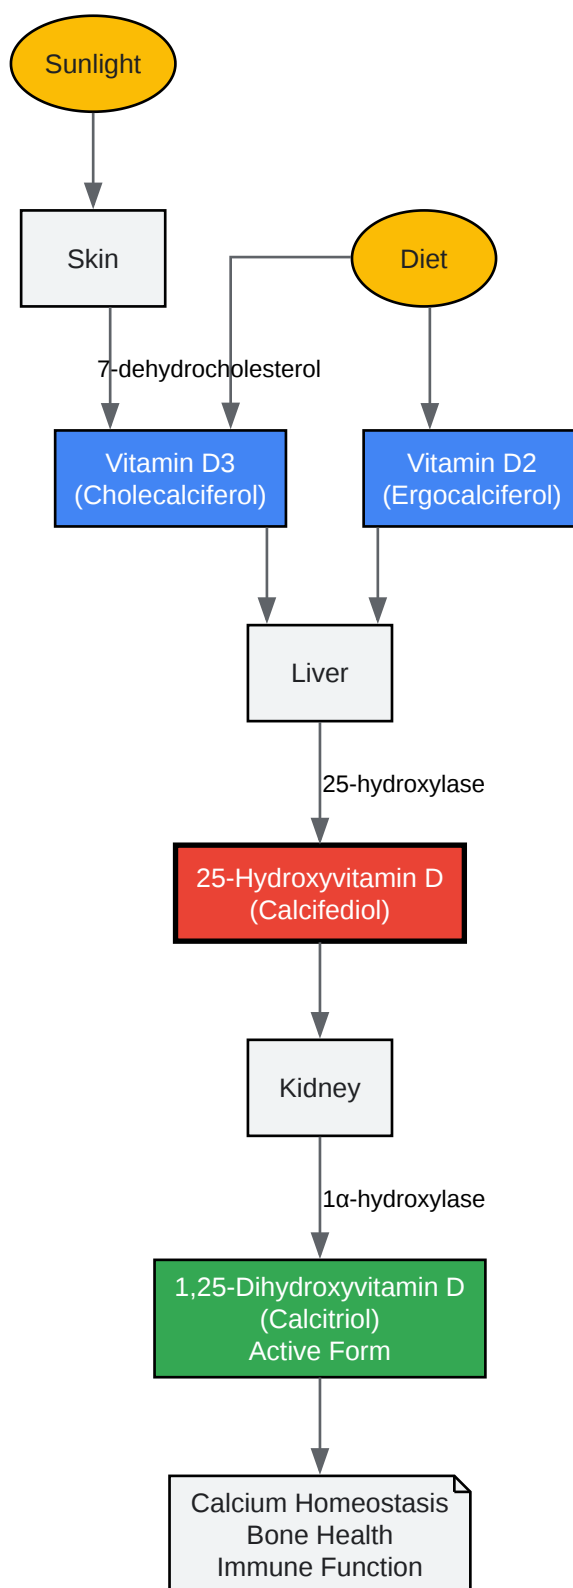 Sunlight
Skin
Diet
7-dehydrocholesterol
Vitamin D3
(Cholecalciferol)
Vitamin D2
(Ergocalciferol)
Liver
25-hydroxylase
25-Hydroxyvitamin D
(Calcifediol)
Kidney
1α-hydroxylase
1,25-Dihydroxyvitamin D
(Calcitriol)
Active Form
Calcium Homeostasis
Bone Health
Immune Function